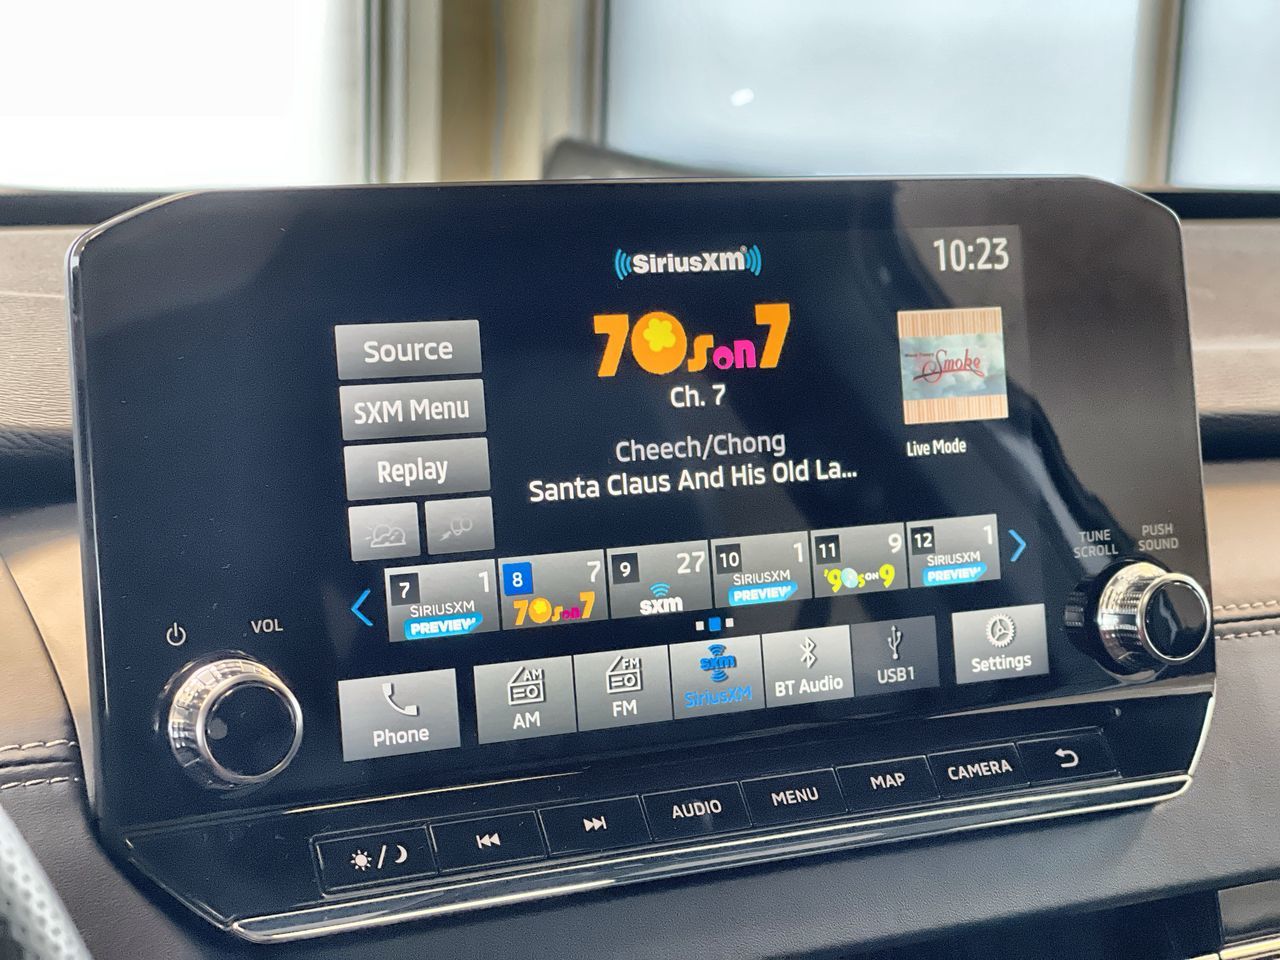 SiriusXM
10:23
70s on 7
Ch. 7
Source
SXM Menu
Replay
Cheech/Chong
Santa Claus And His Old La...
Smoke
Live Mode
7 1
SIRIUSXM
PREVIEW
8 7
70s on 7
9 27
sxm
10 1
SIRIUSXM
PREVIEW
11 9
'90s ON 9
12 1
SIRIUSXM
PREVIEW
TUNE
SCROLL
PUSH
SOUND
VOL
Phone
AM
AM
FM
FM
sxm
SiriusXM
BT Audio
USB1
Settings
AUDIO
MENU
MAP
CAMERA